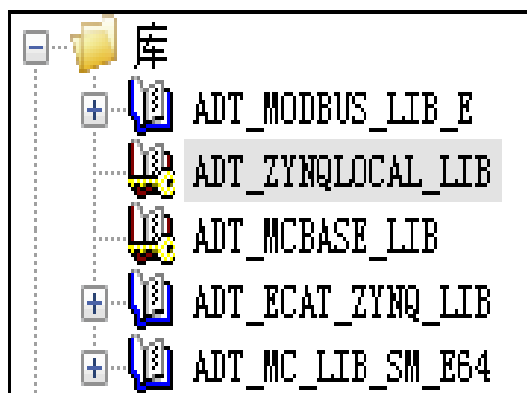 库
ADT_MODBUS_LIB_E
ADT_ZYNQLOCAL_LIB
ADT_MCBASE_LIB
ADT_ECAT_ZYNQ_LIB
ADT_MC_LIB_SM_E64